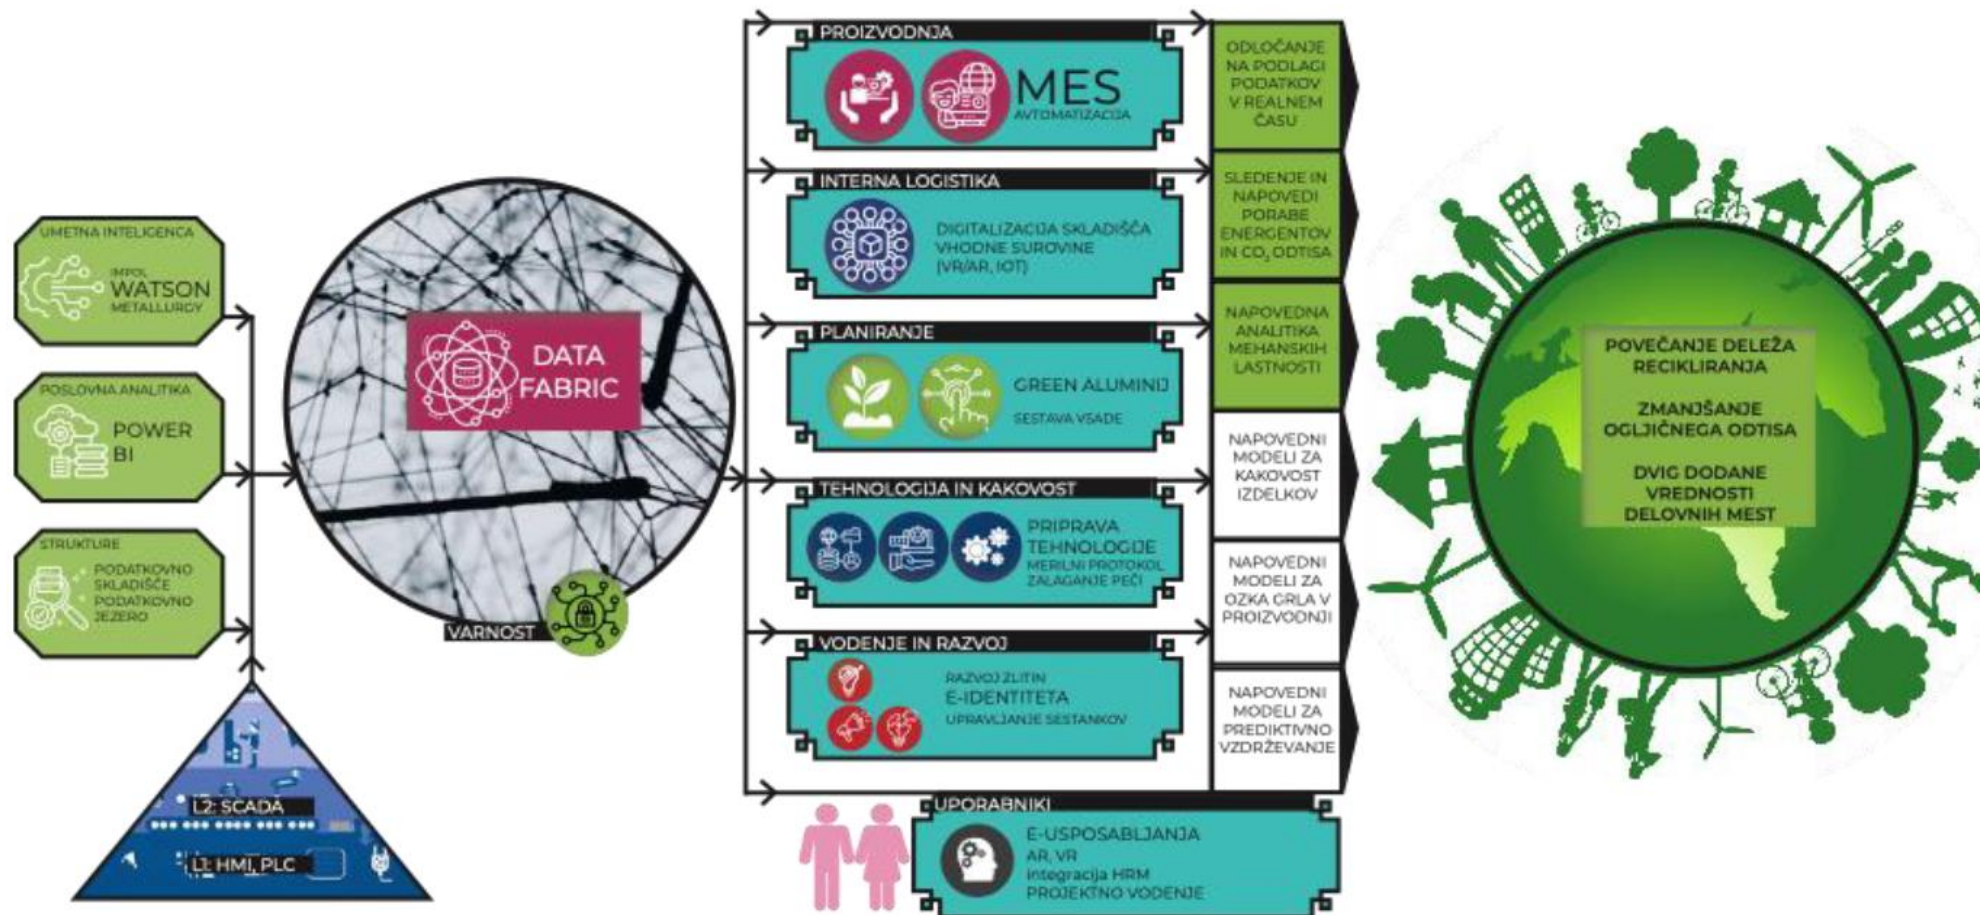 UMETNA INTELIGENCA
IMPOL
WATSON
METALLURGY
POSLOVNA ANALITIKA
POWER
BI
STRUKTURE
PODATKOVNO
SKLADIŠČE
PODATKOVNO
JEZERO
L2: SCADA
L1: HMI, PLC
DATA
FABRIC
VARNOST
PROIZVODNJA
MES
AVTOMATIZACIJA
INTERNA LOGISTIKA
DIGITALIZACIJA SKLADIŠČA
VHODNE SUROVINE
(VR/AR, IOT)
PLANIRANJE
GREEN ALUMINIJ
SESTAVA VSADE
TEHNOLOGIJA IN KAKOVOST
PRIPRAVA
TEHNOLOGIJE
MERILNI PROTOKOL
ZALAGANJE PEČI
VODENJE IN RAZVOJ
RAZVOJ ZLITIN
E-IDENTITETA
UPRAVLJANJE SESTANKOV
UPORABNIKI
E-USPOSABLJANJA
AR, VR
integracija HRM
PROJEKTNO VODENJE
ODLOČANJE
NA PODLAGI
PODATKOV
V REALNEM
ČASU
SLEDENJE IN
NAPOVEDI
PORABE
ENERGENTOV
IN CO₂ ODTISA
NAPOVEDNA
ANALITIKA
MEHANSKIH
LASTNOSTI
NAPOVEDNI
MODELI ZA
KAKOVOST
IZDELKOV
NAPOVEDNI
MODELI ZA
OZKA GRLA V
PROIZVODNJI
NAPOVEDNI
MODELI ZA
PREDIKTIVNO
VZDRŽEVANJE
POVEČANJE DELEŽA
RECIKLIRANJA
ZMANJŠANJE
OGLJIČNEGA ODTISA
DVIG DODANE
VREDNOSTI
DELOVNIH MEST